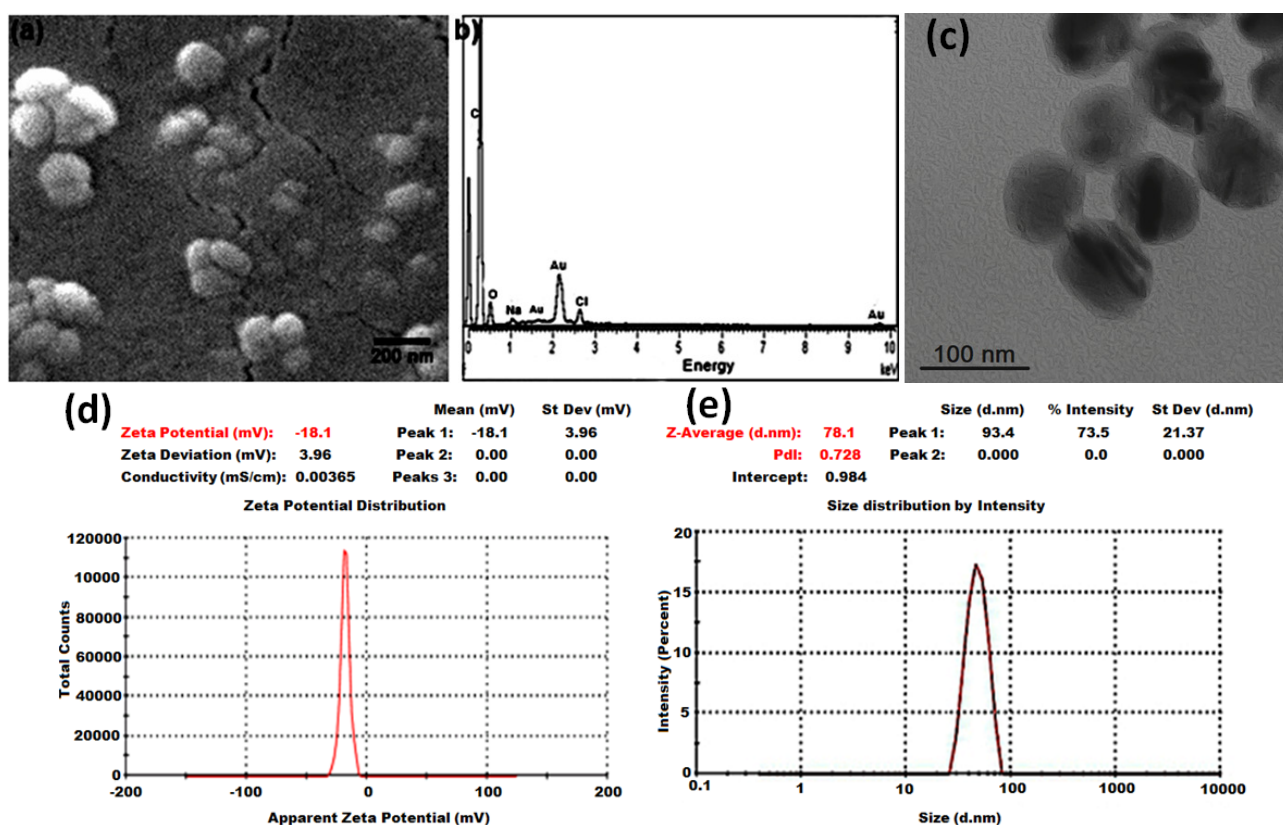 (a)
200 nm
b)
C
O
Na
Au
Au
Cl
Au
0 1 2 3 4 5 6 7 8 9 10
Energy
keV
(c)
100 nm
(d)
Mean (mV) St Dev (mV)
Zeta Potential (mV): -18.1 Peak 1: -18.1 3.96
Zeta Deviation (mV): 3.96 Peak 2: 0.00 0.00
Conductivity (mS/cm): 0.00365 Peaks 3: 0.00 0.00
Zeta Potential Distribution
Total Counts
120000
10000
80000
60000
40000
20000
0
-200 -100 0 100 200
Apparent Zeta Potential (mV)
(e)
Size (d.nm) % Intensity St Dev (d.nm)
Z-Average (d.nm): 78.1 Peak 1: 93.4 73.5 21.37
PdI: 0.728 Peak 2: 0.000 0.0 0.000
Intercept: 0.984
Size distribution by Intensity
Intensity (Percent)
20
15
10
5
0
0.1 1 10 100 1000 10000
Size (d.nm)